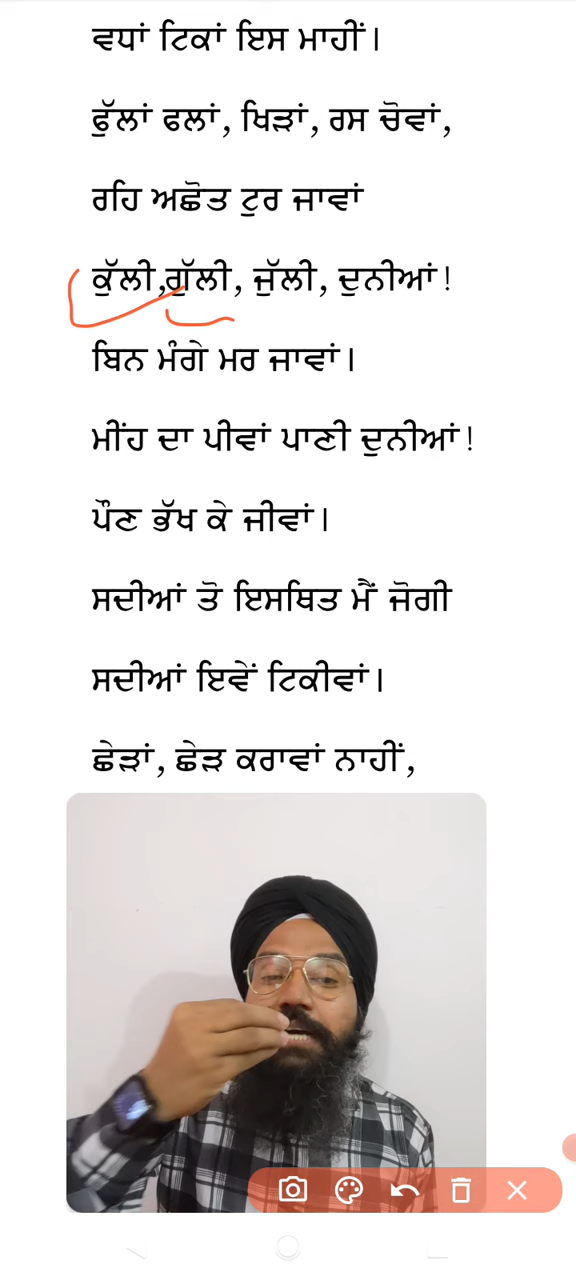 ਵਧਾਂ ਟਿਕਾਂ ਇਸ ਮਾਹੀਂ।
ਫੁੱਲਾਂ ਫਲਾਂ, ਖਿੜਾਂ, ਰਸ ਚੋਵਾਂ,
ਰਹਿ ਅਛੋਤ ਟੁਰ ਜਾਵਾਂ
ਕੁੱਲੀ,ਗੁੱਲੀ, ਜੁੱਲੀ, ਦੁਨੀਆਂ!
ਬਿਨ ਮੰਗੇ ਮਰ ਜਾਵਾਂ।
ਮੀਂਹ ਦਾ ਪੀਵਾਂ ਪਾਣੀ ਦੁਨੀਆਂ!
ਪੌਣ ਭੱਖ ਕੇ ਜੀਵਾਂ।
ਸਦੀਆਂ ਤੋ ਇਸਥਿਤ ਮੈਂ ਜੋਗੀ
ਸਦੀਆਂ ਇਵੇਂ ਟਿਕੀਵਾਂ।
ਛੇੜਾਂ, ਛੇੜ ਕਰਾਵਾਂ ਨਾਹੀਂ,